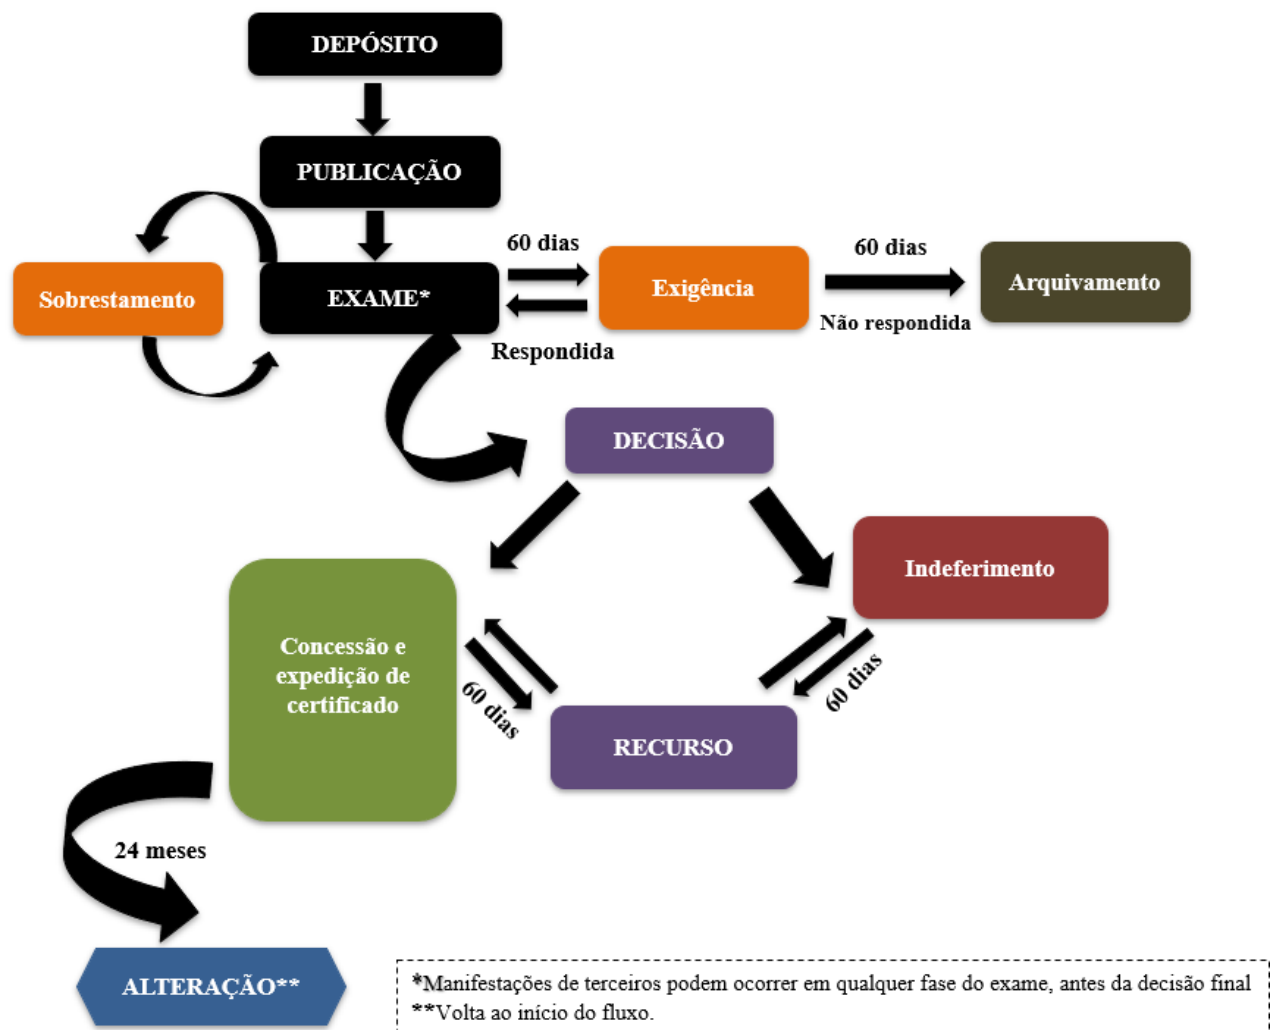 DEPÓSITO
PUBLICAÇÃO
60 dias
60 dias
Sobrestamento
EXAME*
Exigência
Arquivamento
Respondida
Não respondida
DECISÃO
Indeferimento
Concessão e
expedição de
certificado
60 dias
60 dias
RECURSO
24 meses
ALTERAÇÃO**
*Manifestações de terceiros podem ocorrer em qualquer fase do exame, antes da decisão final
**Volta ao início do fluxo.